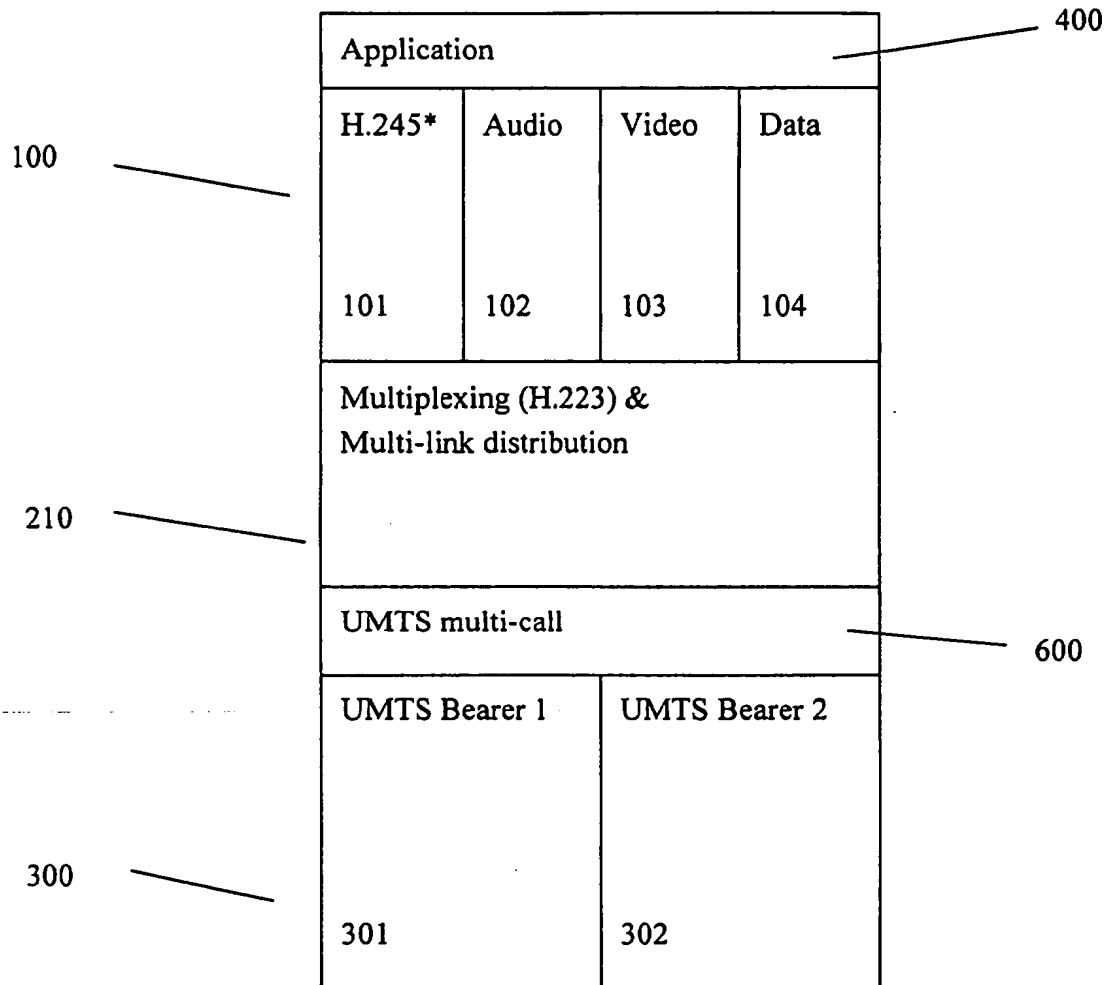 400
Application
H.245* Audio Video Data
100
101 102 103 104
Multiplexing (H.223) &
Multi-link distribution
210
UMTS multi-call
600
UMTS Bearer 1 UMTS Bearer 2
300
301 302